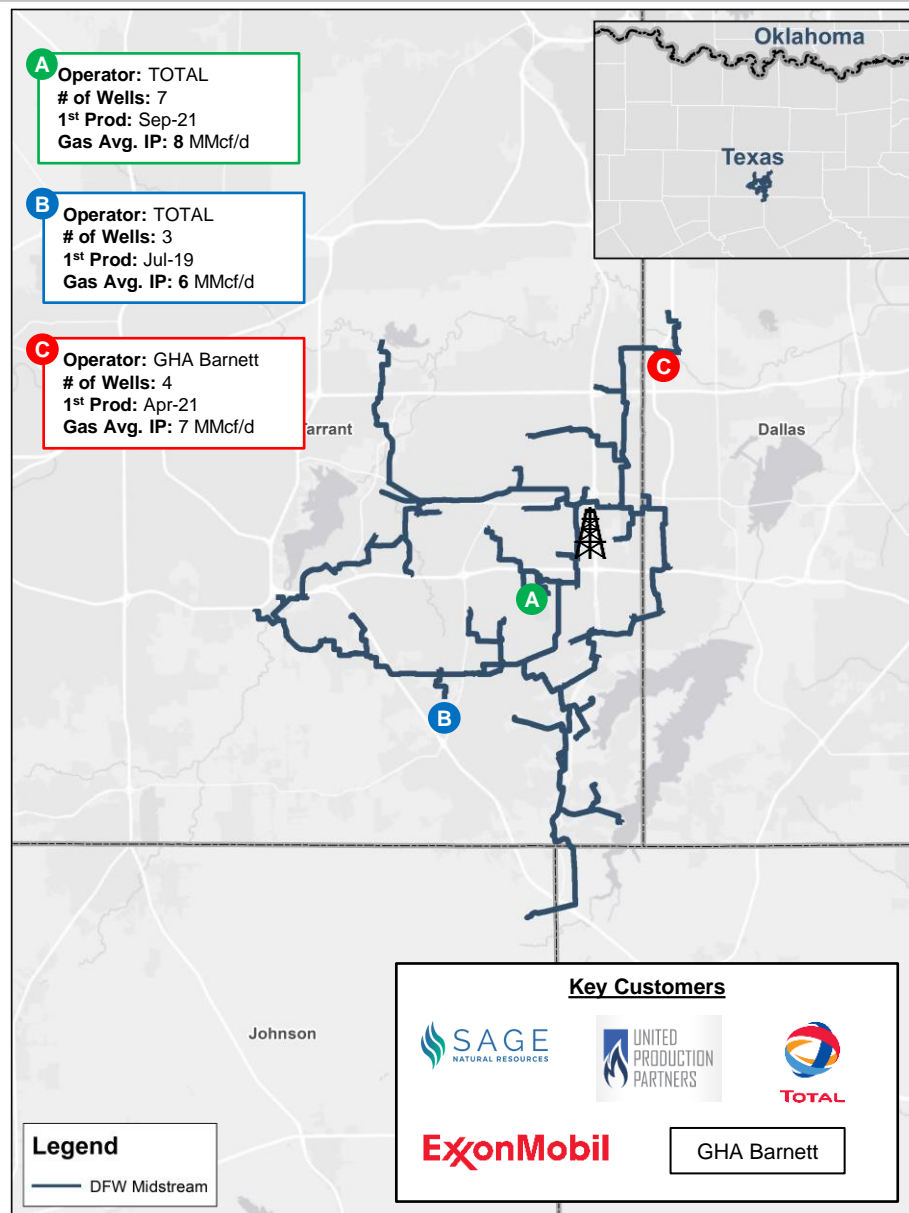 A
Operator: TOTAL
# of Wells: 7
1st Prod: Sep-21
Gas Avg. IP: 8 MMcf/d
B
Operator: TOTAL
# of Wells: 3
1st Prod: Jul-19
Gas Avg. IP: 6 MMcf/d
C
Operator: GHA Barnett
# of Wells: 4
1st Prod: Apr-21
Gas Avg. IP: 7 MMcf/d
Oklahoma
Texas
C
arrant
Dallas
A
B
Johnson
Key Customers
SAGE
NATURAL RESOURCES
UNITED
PRODUCTION
PARTNERS
TOTAL
ExxonMobil
GHA Barnett
Legend
DFW Midstream